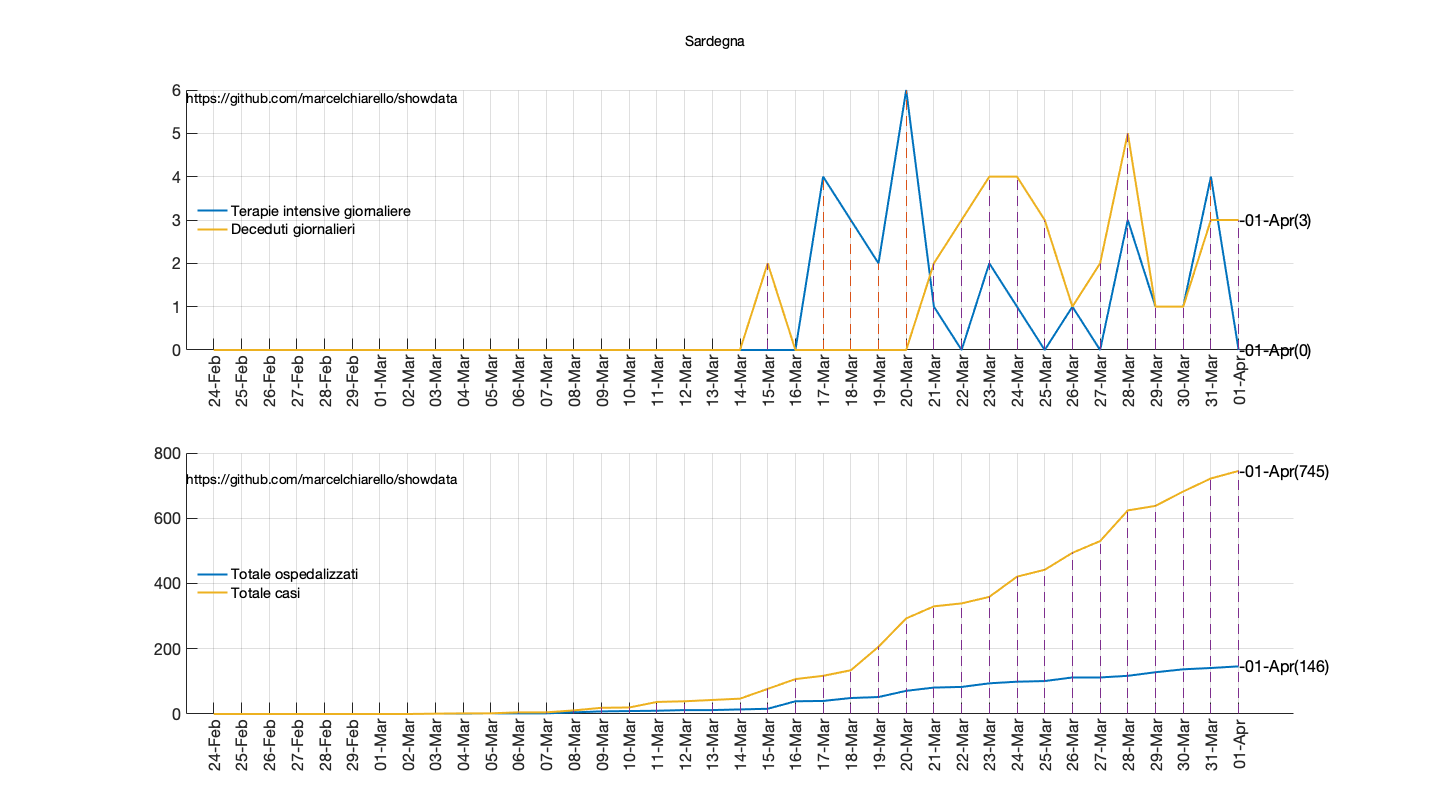 Sardegna
6
https://github.com/marcelchiarello/showdata
5
4
Terapie intensive giornaliere
Deceduti giornalieri
3
-01-Apr(3)
2
1
0
-01-Apr(0)
24-Feb
25-Feb
26-Feb
27-Feb
28-Feb
29-Feb
01-Mar
02-Mar
03-Mar
04-Mar
05-Mar
06-Mar
07-Mar
08-Mar
09-Mar
10-Mar
11-Mar
12-Mar
13-Mar
14-Mar
15-Mar
16-Mar
17-Mar
18-Mar
19-Mar
20-Mar
21-Mar
22-Mar
23-Mar
24-Mar
25-Mar
26-Mar
27-Mar
28-Mar
29-Mar
30-Mar
31-Mar
01-Apr
800
-01-Apr(745)
https://github.com/marcelchiarello/showdata
600
Totale ospedalizzati
400
Totale casi
200
-01-Apr(146)
0
24-Feb
25-Feb
26-Feb
27-Feb
28-Feb
29-Feb
01-Mar
02-Mar
03-Mar
04-Mar
05-Mar
06-Mar
07-Mar
08-Mar
09-Mar
10-Mar
11-Mar
12-Mar
13-Mar
14-Mar
15-Mar
16-Mar
17-Mar
18-Mar
19-Mar
20-Mar
21-Mar
22-Mar
23-Mar
24-Mar
25-Mar
26-Mar
27-Mar
28-Mar
29-Mar
30-Mar
31-Mar
01-Apr